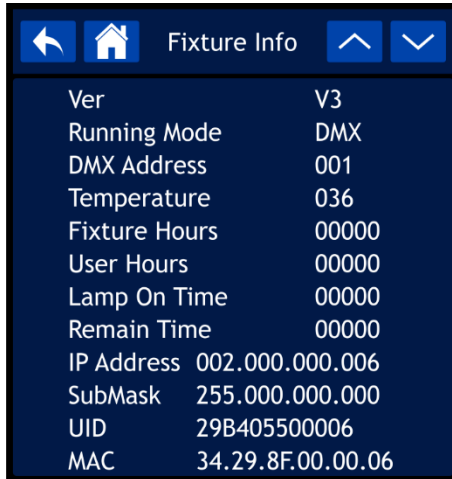 Fixture Info
Ver V3
Running Mode DMX
DMX Address 001
Temperature 036
Fixture Hours 00000
User Hours 00000
Lamp On Time 00000
Remain Time 00000
IP Address 002.000.000.006
SubMask 255.000.000.000
UID 29B405500006
MAC 34.29.8F.00.00.06